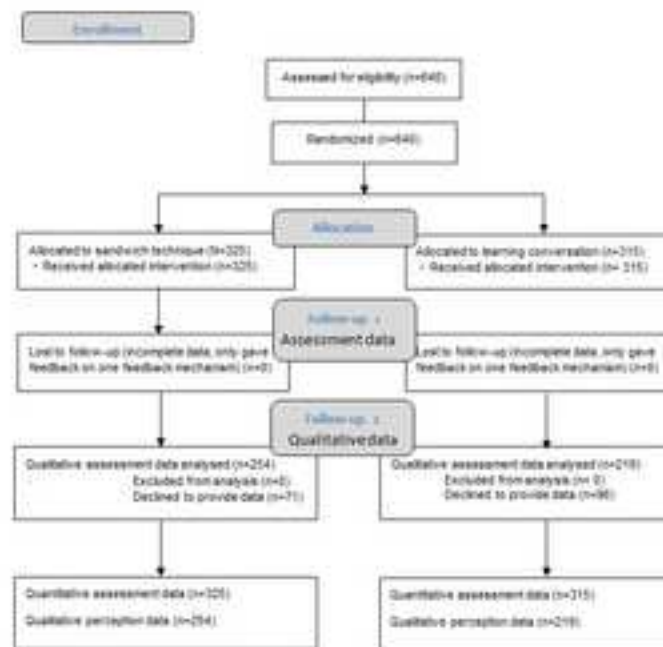 Enrollment
Assessed for eligibility (n=640)
Randomized (n=640)
Allocation
Allocated to sandwich technique (N=325)
• Received allocated intervention (n=325)
Allocated to learning conversation (n=315)
• Received allocated intervention (n= 315)
Follow-up 1
Assessment data
Lost to follow-up (incomplete data, only gave
feedback on one feedback mechanism) (n=0)
Lost to follow-up (incomplete data, only gave
feedback on one feedback mechanism) (n=0)
Follow-up 2
Qualitative data
Qualitative assessment data analysed (n=254)
Excluded from analysis (n=0)
Declined to provide data (n=71)
Qualitative assessment data analysed (n=219)
Excluded from analysis (n= 0)
Declined to provide data (n=96)
Quantitative assessment data (n=325)
Qualitative perception data (n=254)
Quantitative assessment data (n=315)
Qualitative perception data (n=219)